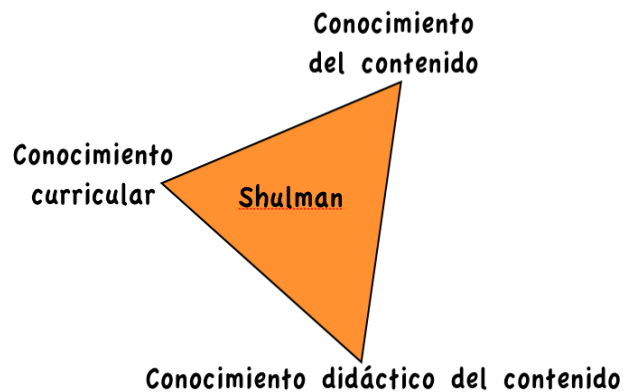 Conocimiento
del contenido
Conocimiento
curricular
Shulman
Conocimiento didáctico del contenido